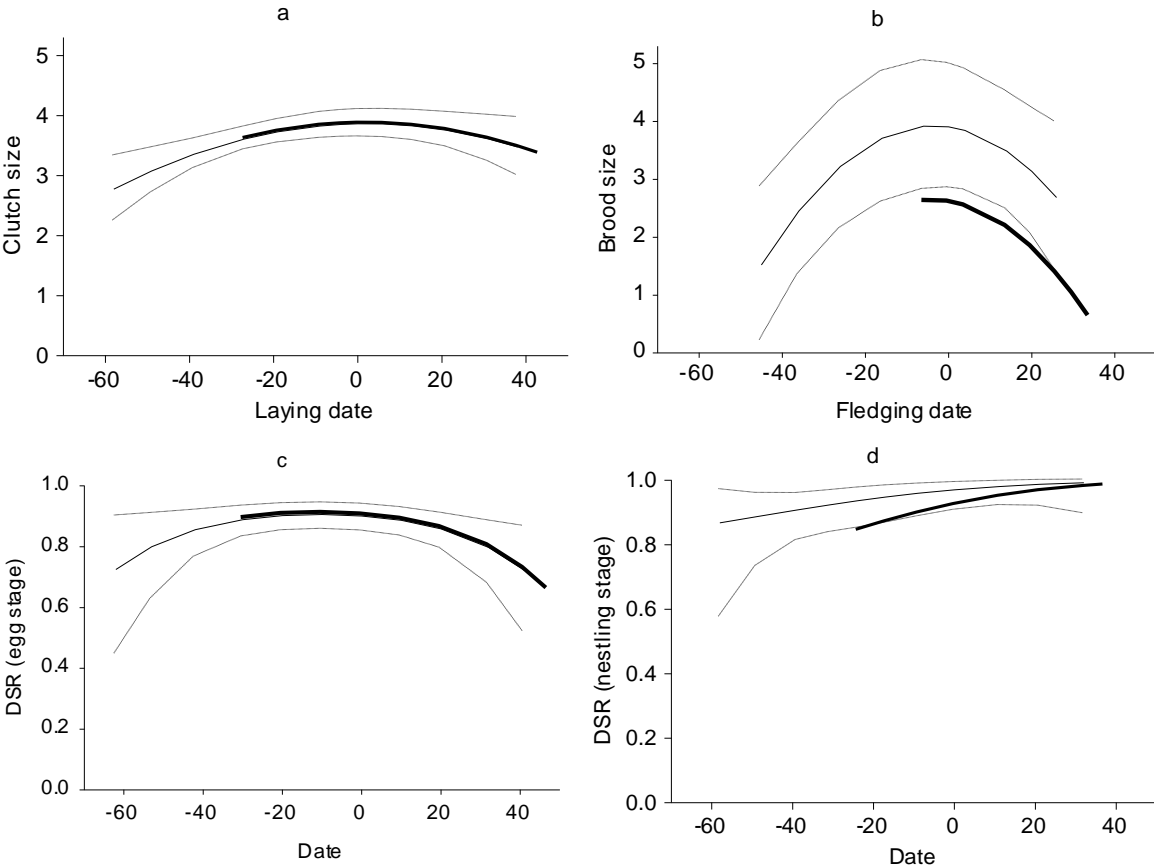 a
5
4
3
2
1
0
Clutch size
-60 -40 -20 0 20 40
Laying date
b
5
4
3
2
1
0
Brood size
-60 -40 -20 0 20 40
Fledging date
c
1.0
0.8
0.6
0.4
0.2
0.0
DSR (egg stage)
-60 -40 -20 0 20 40
Date
d
1.0
0.8
0.6
0.4
0.2
0.0
DSR (nestling stage)
-60 -40 -20 0 20 40
Date